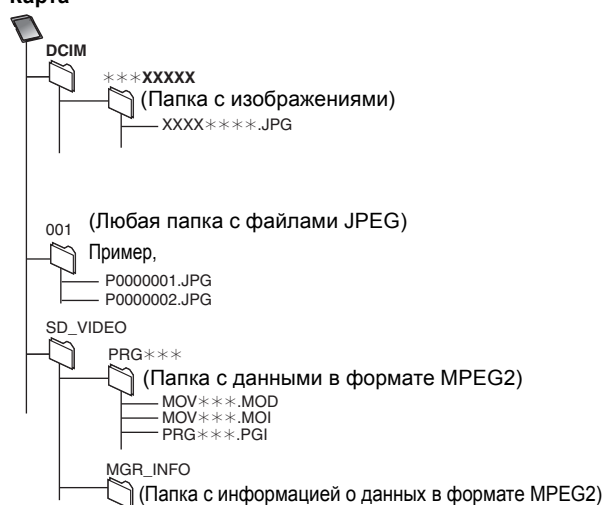 Карта
DCIM
∗∗∗XXXXX
(Папка с изображениями)
XXXX∗∗∗∗.JPG
001 (Любая папка с файлами JPEG)
Пример,
P0000001.JPG
P0000002.JPG
SD_VIDEO
PRG∗∗∗
(Папка с данными в формате MPEG2)
MOV∗∗∗.MOD
MOV∗∗∗.MOI
PRG∗∗∗.PGI
MGR_INFO
(Папка с информацией о данных в формате MPEG2)